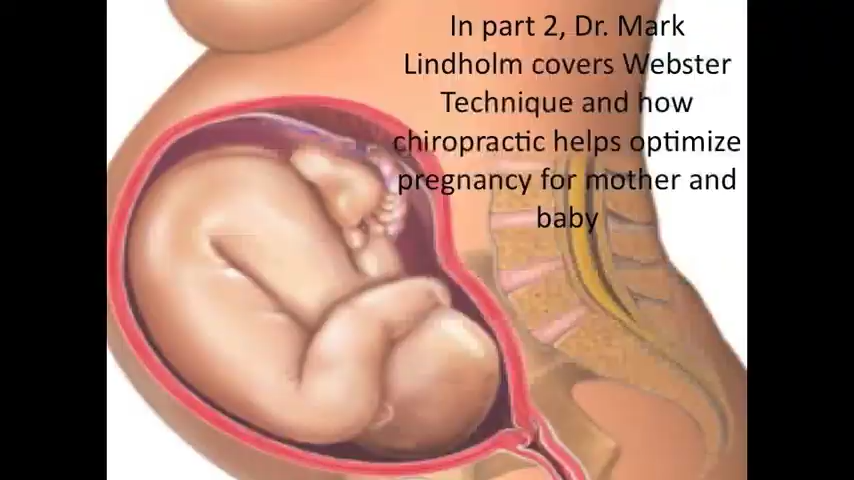 In part 2, Dr. Mark
Lindholm covers Webster
Technique and how
chiropractic helps optimize
pregnancy for mother and
baby